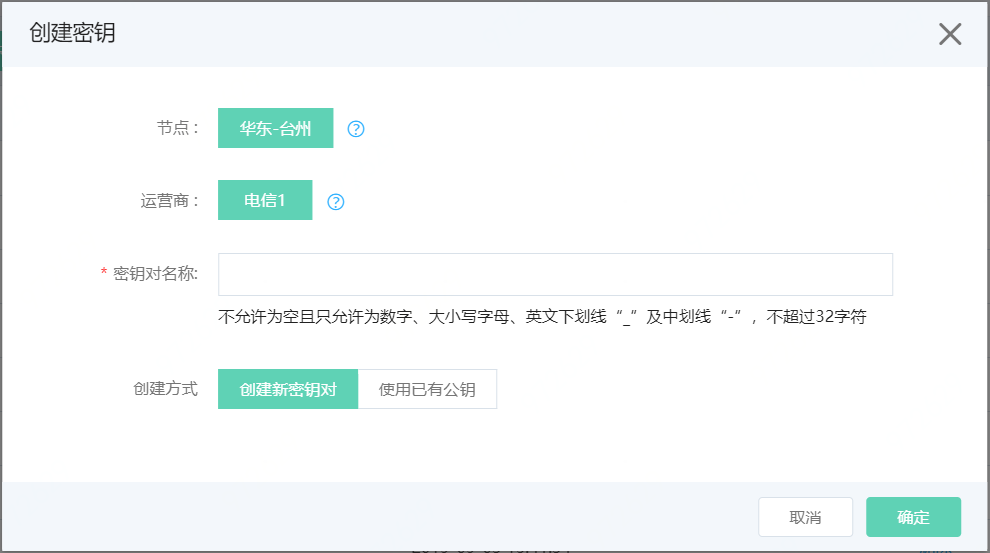 创建密钥
节点：
华东-台州
?
运营商：
电信1
?
* 密钥对名称:
不允许为空且只允许为数字、大小写字母、英文下划线“_”及中划线“-”，不超过32字符
创建方式
创建新密钥对
使用已有公钥
取消
确定